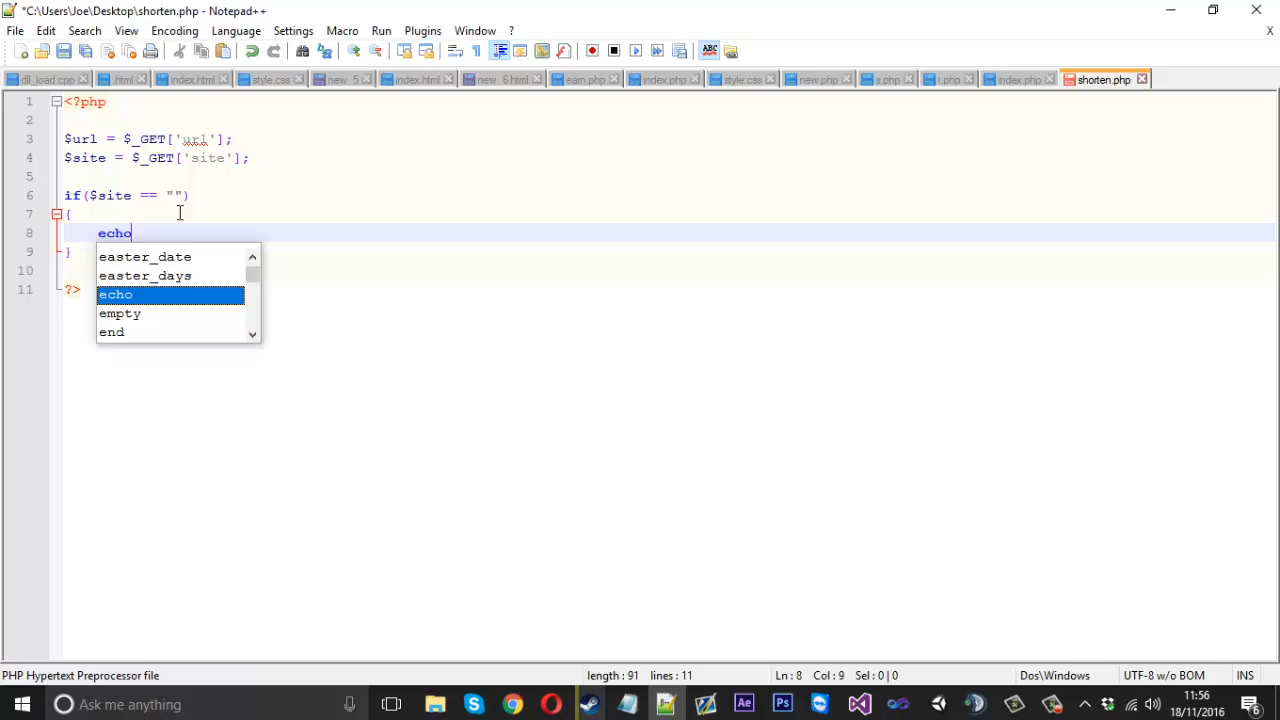 *C:\Users\Joe\Desktop\shorten.php - Notepad++
File Edit Search View Encoding Language Settings Macro Run Plugins Window ? X
dll_load.cpp .html index.html style.css new 5 index.html new 6.html earn.php index.php style.css new.php s.php t.php index.php shorten.php
1 <?php
2
3 $url = $_GET['url'];
4 $site = $_GET['site'];
5
6 if($site == "")
7 {
8 echo
9 }
easter_date
10
easter_days
11 ?>
echo
empty
end
PHP Hypertext Preprocessor file length : 91 lines : 11 Ln : 8 Col : 9 Sel : 0 | 0 Dos\Windows UTF-8 w/o BOM INS
Ask me anything
11:56
18/11/2016
6